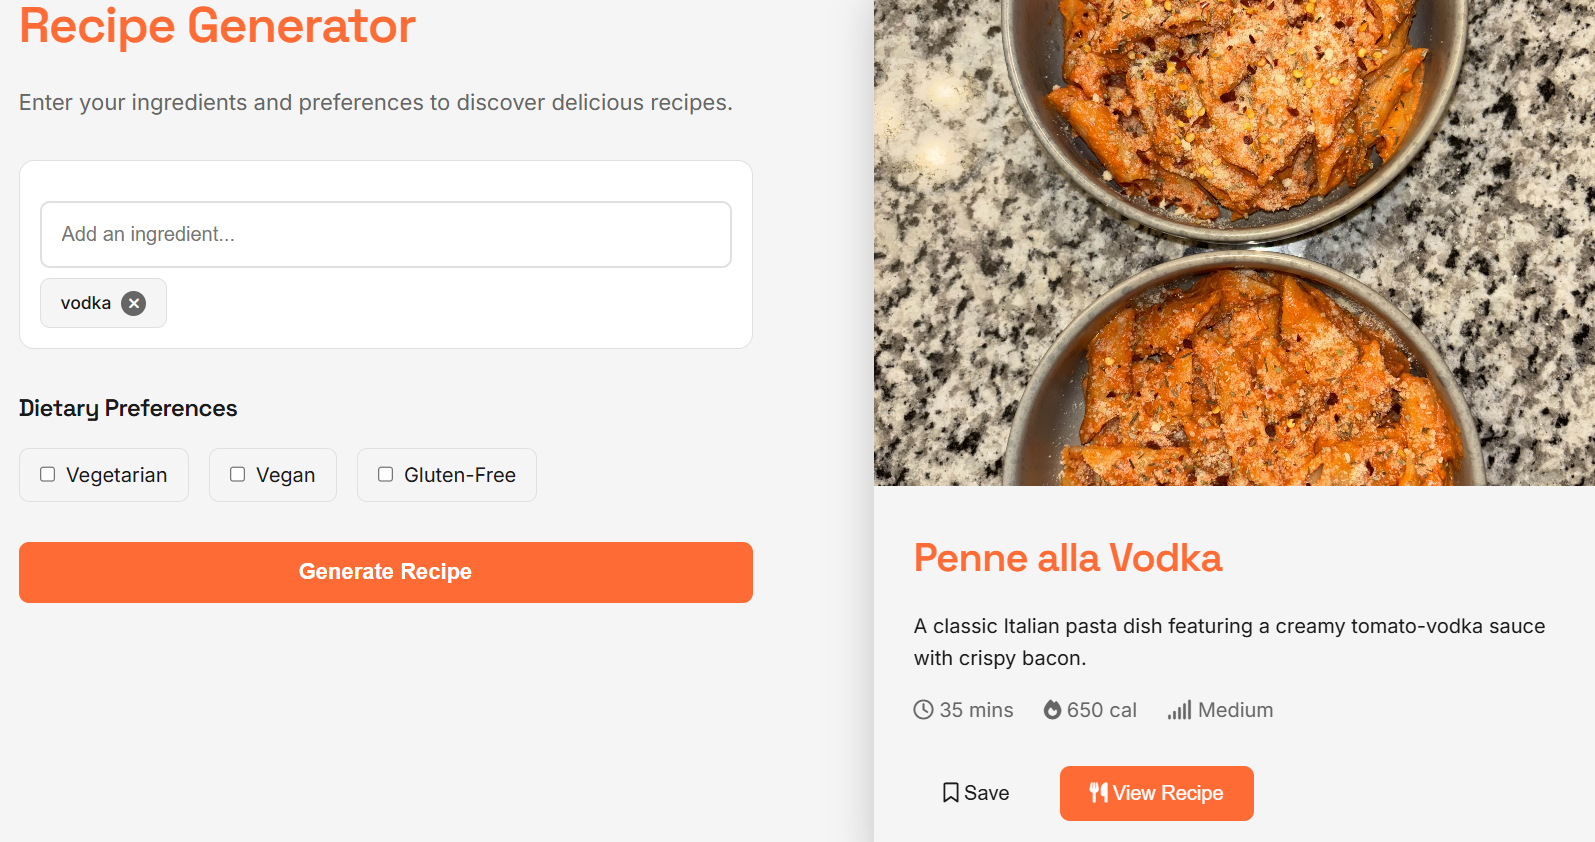 Recipe Generator
Enter your ingredients and preferences to discover delicious recipes.
Add an ingredient...
vodka
Dietary Preferences
Vegetarian
Vegan
Gluten-Free
Generate Recipe
Penne alla Vodka
A classic Italian pasta dish featuring a creamy tomato-vodka sauce
with crispy bacon.
35 mins 650 cal Medium
Save
View Recipe